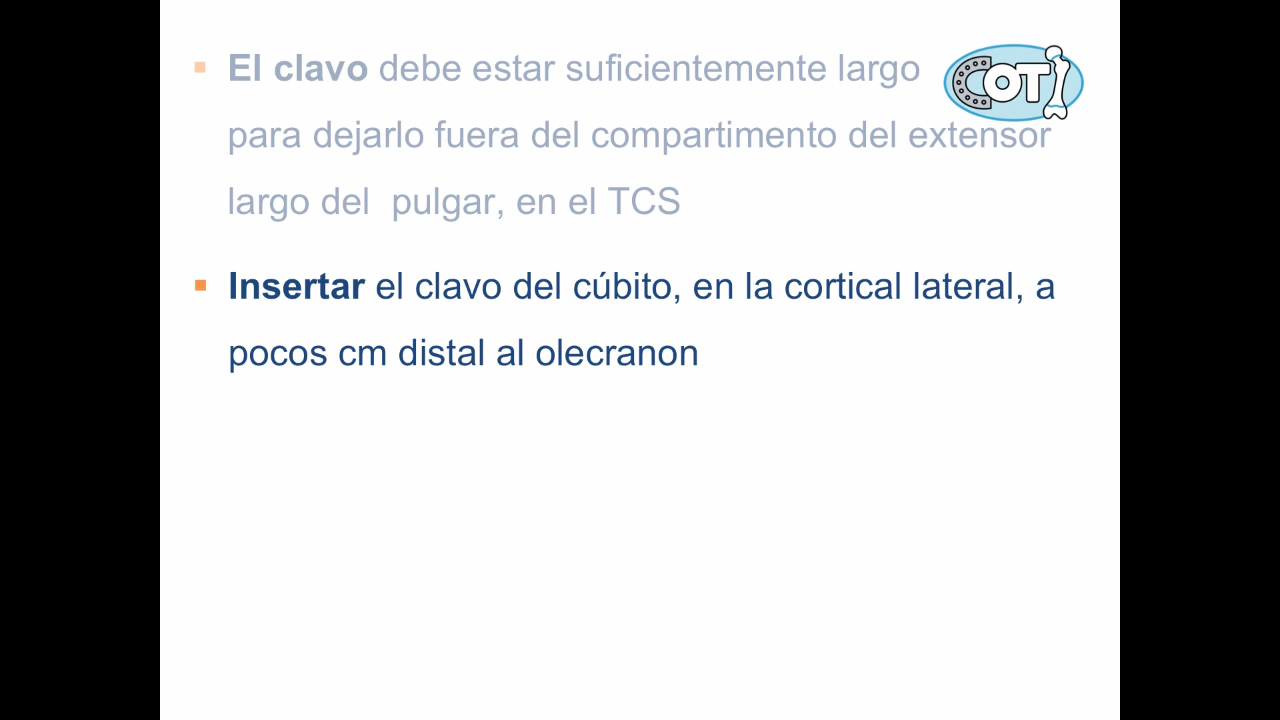 ▪ El clavo debe estar suficientemente largo
para dejarlo fuera del compartimento del extensor
largo del  pulgar, en el TCS
▪ Insertar el clavo del cúbito, en la cortical lateral, a
pocos cm distal al olecranon
COTI